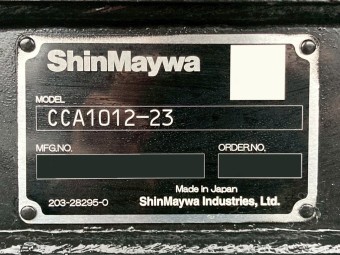 ShinMaywa
MODEL
CCA1012-23
MFG.NO. ORDER.NO.
Made in Japan
203-28295-0 ShinMaywa Industries, Ltd.